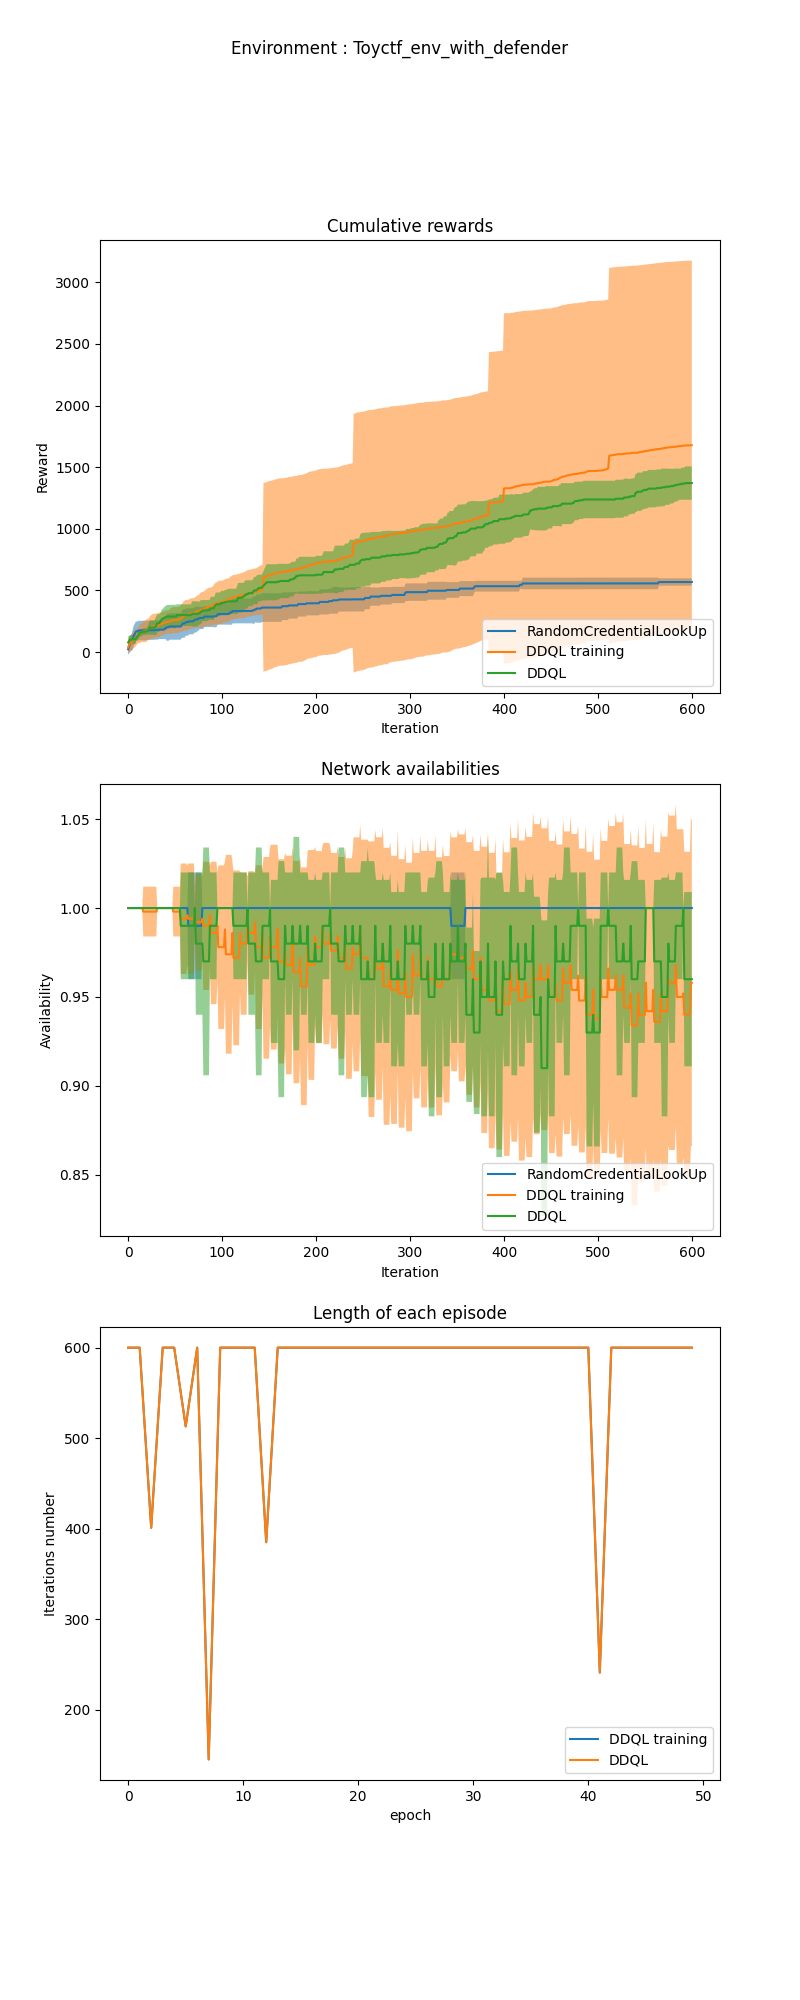 Environment : Toyctf_env_with_defender
Cumulative rewards
3000
2500
2000
1500
1000
500
0
Reward
RandomCredentialLookUp
DDQL training
DDQL
0 100 200 300 400 500 600
Iteration
Network availabilities
1.05
1.00
0.95
0.90
0.85
Availability
RandomCredentialLookUp
DDQL training
DDQL
0 100 200 300 400 500 600
Iteration
Length of each episode
600
500
400
300
200
Iterations number
DDQL training
DDQL
0 10 20 30 40 50
epoch